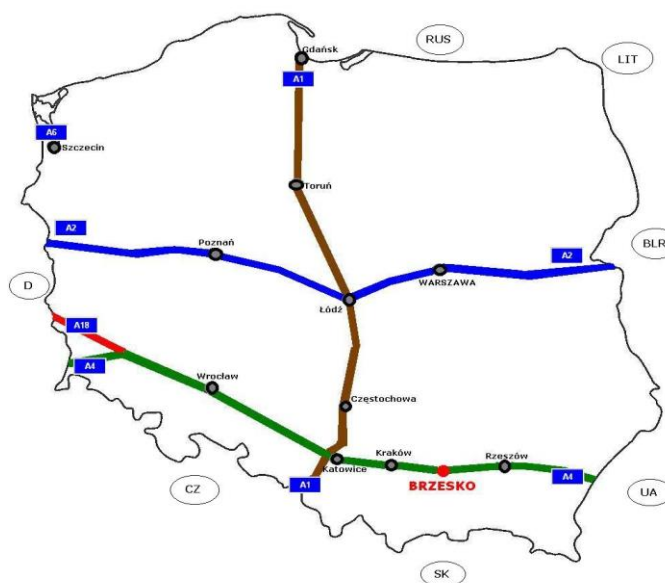 RUS
Gdańsk
LIT
A1
A6
Szczecin
Toruń
A2
Poznań
A2
BLR
WARSZAWA
D
Łódź
A18
A4
Wrocław
Częstochowa
Katowice
Kraków
Rzeszów
A1
BRZESKO
A4
CZ
UA
SK